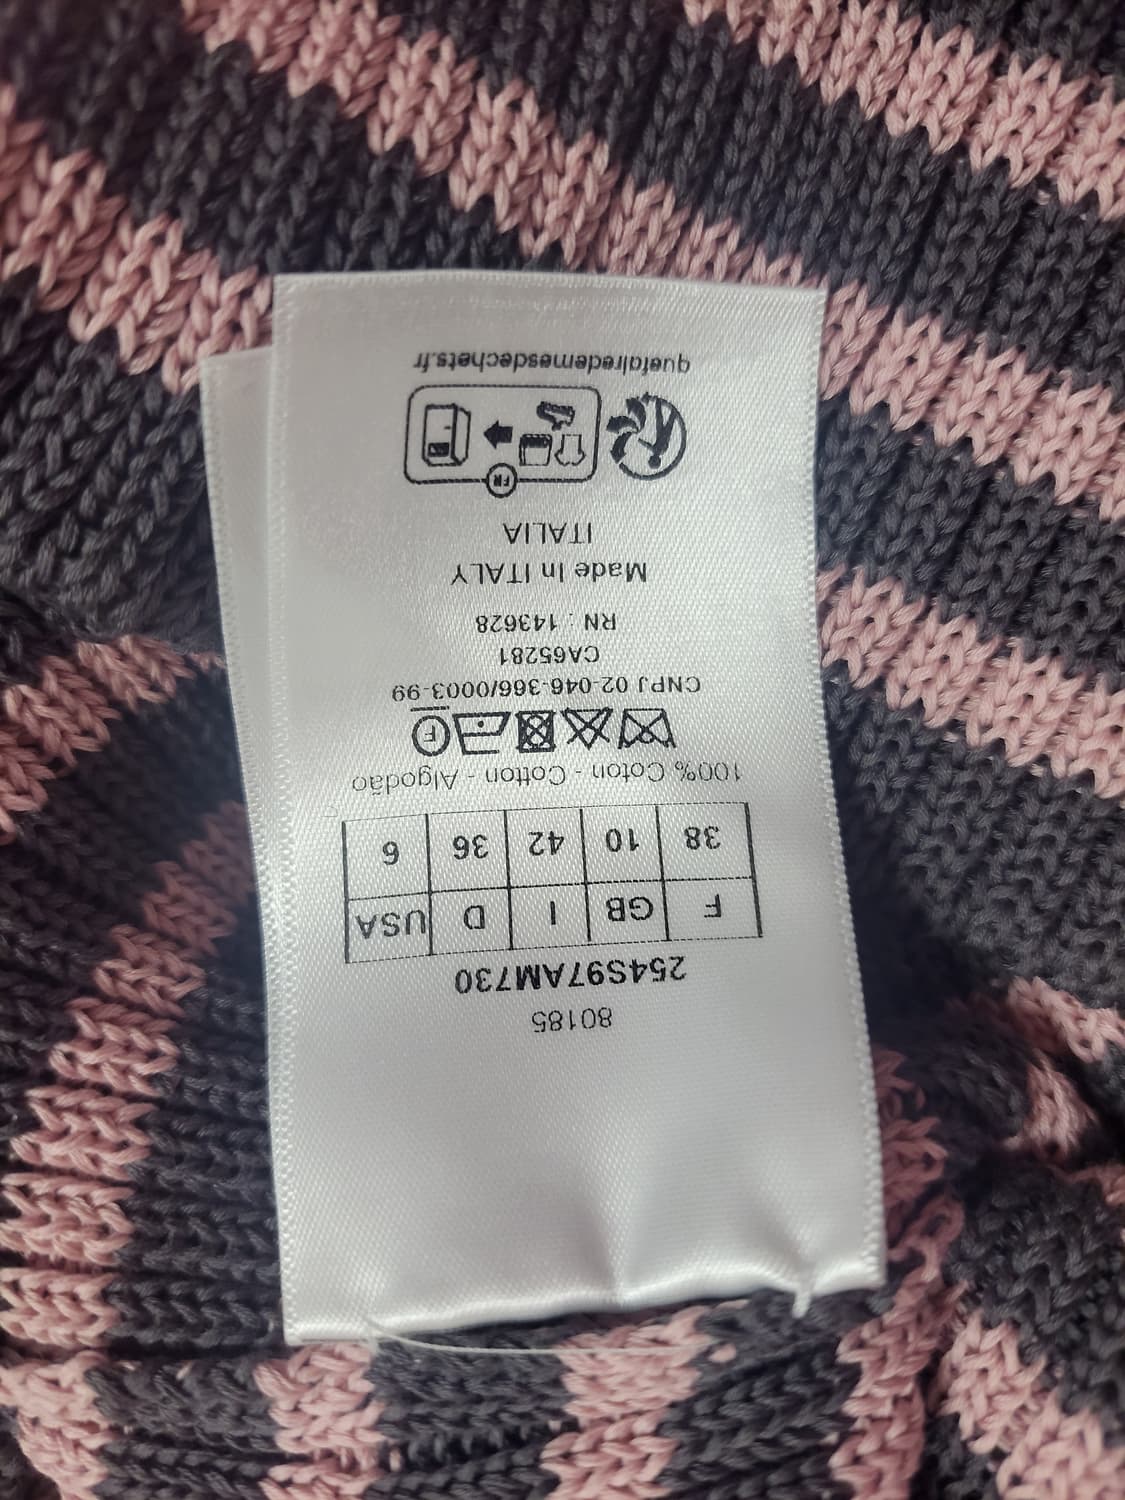 80185
254S97AM730
F GB I D USA
38 10 42 36 6
100% Coton - Cotton - Algodão
F
CNPJ 02-046-366/0003-99
CA65281
RN : 143628
Made In ITALY
ITALIA
FR
quefairedemesdechets.fr